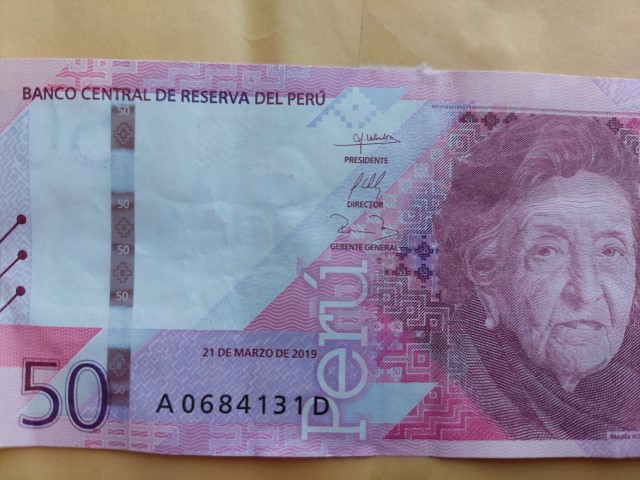 BANCO CENTRAL DE RESERVA DEL PERÚ
50
PRESIDENTE
DIRECTOR
50
GERENTE GENERAL
50
50
Perú
21 DE MARZO DE 2019
50
50
A0684131D